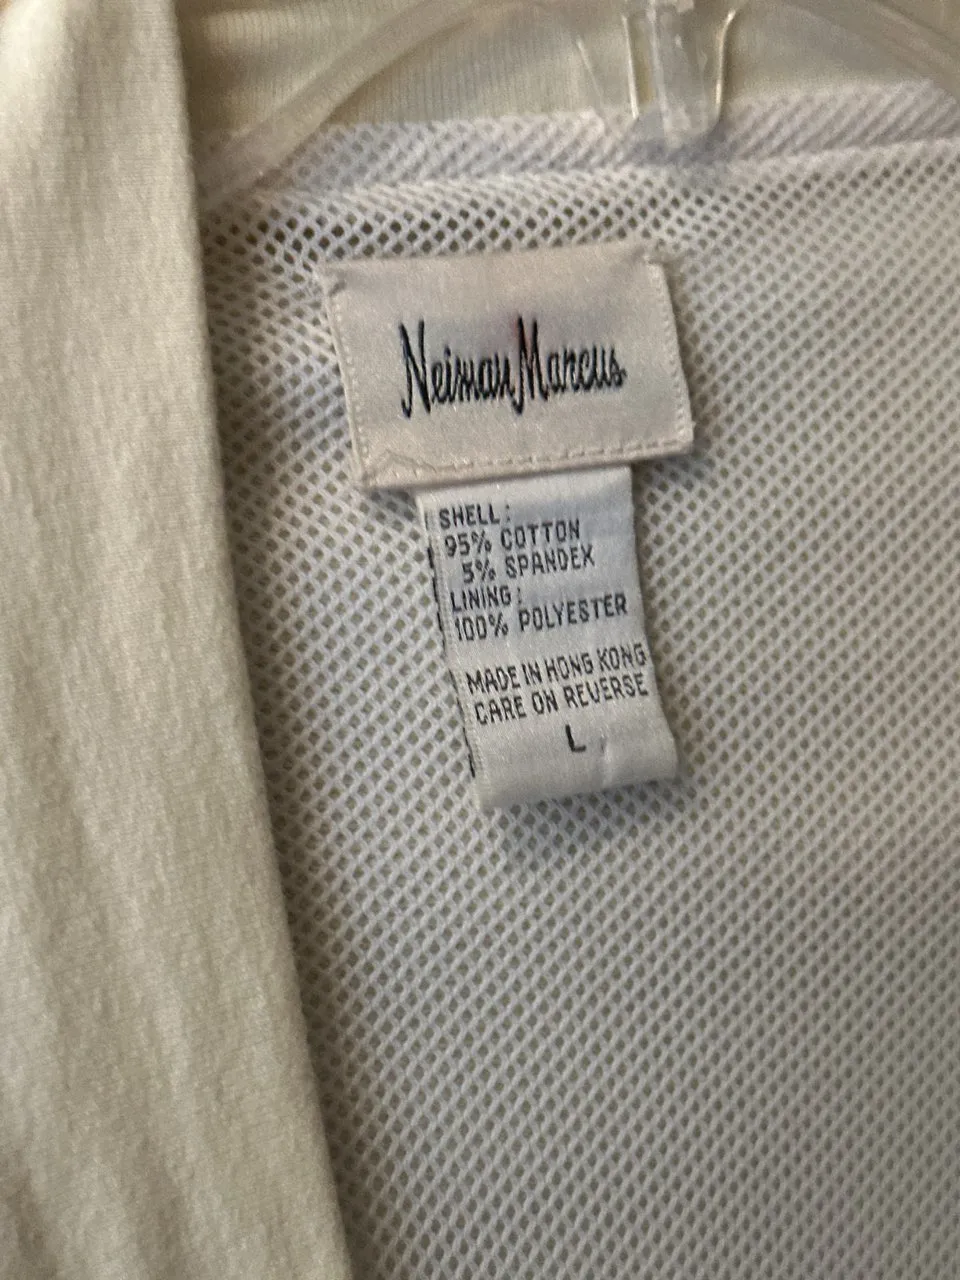 Neiman Marcus
SHELL:
95% COTTON
5% SPANDEX
LINING:
100% POLYESTER
MADE IN HONG KONG
CARE ON REVERSE
L